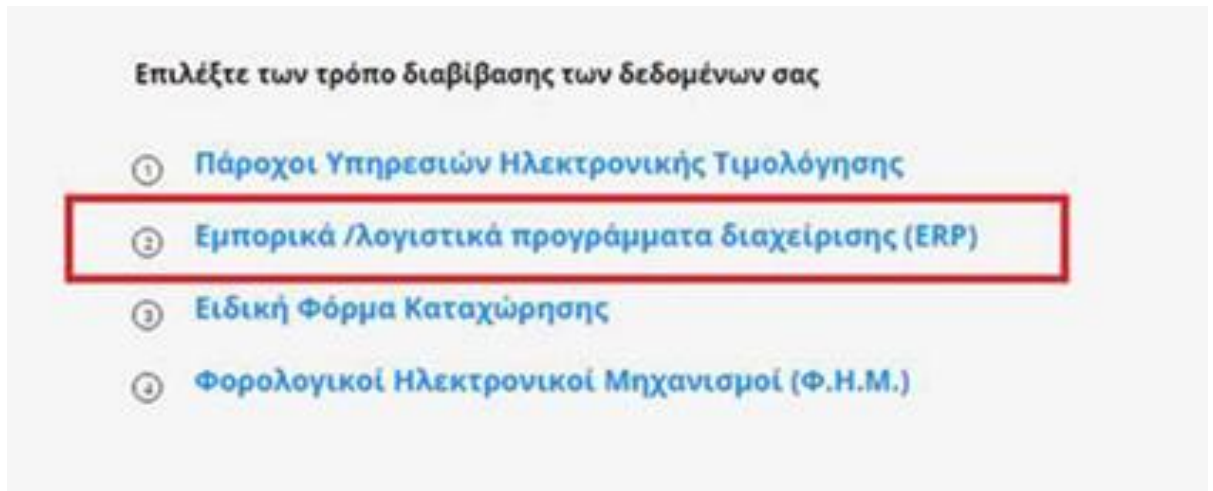 Επιλέξτε των τρόπο διαβίβασης των δεδομένων σας
1 Πάροχοι Υπηρεσιών Ηλεκτρονικής Τιμολόγησης
2 Εμπορικά /λογιστικά προγράμματα διαχείρισης (ERP)
3 Ειδική Φόρμα Καταχώρησης
4 Φορολογικοί Ηλεκτρονικοί Μηχανισμοί (Φ.Η.Μ.)